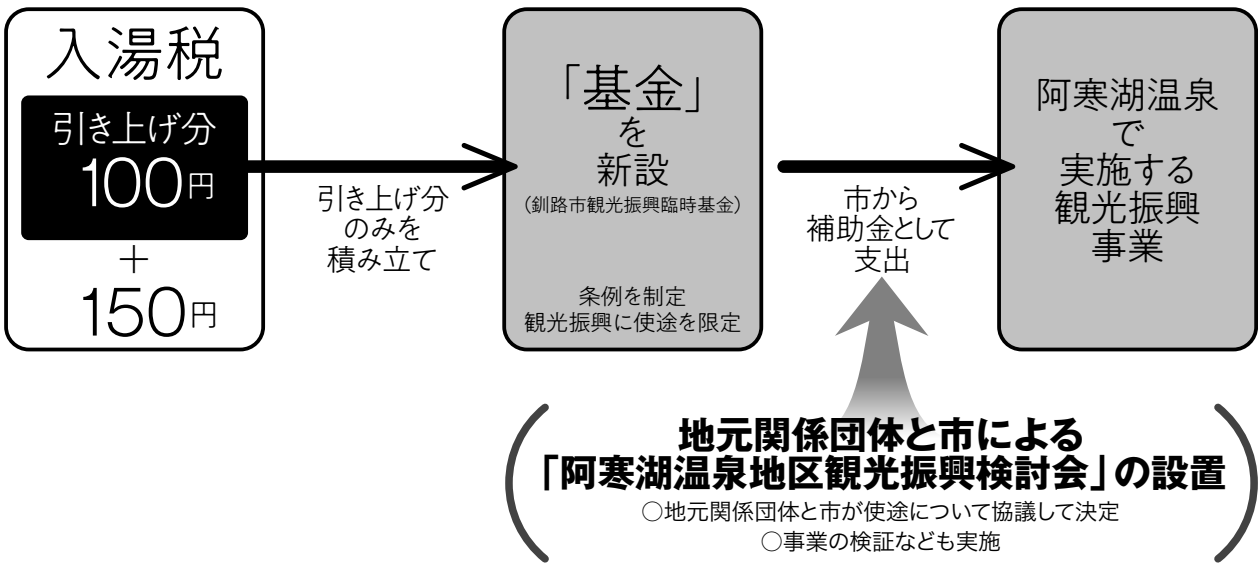 入湯税
引き上げ分
100円
+
150円
引き上げ分
のみを
積み立て
「基金」
を
新設
(釧路市観光振興臨時基金)
条例を制定
観光振興に使途を限定
市から
補助金として
支出
阿寒湖温泉
で
実施する
観光振興
事業
地元関係団体と市による
「阿寒湖温泉地区観光振興検討会」の設置
○地元関係団体と市が使途について協議して決定
○事業の検証なども実施